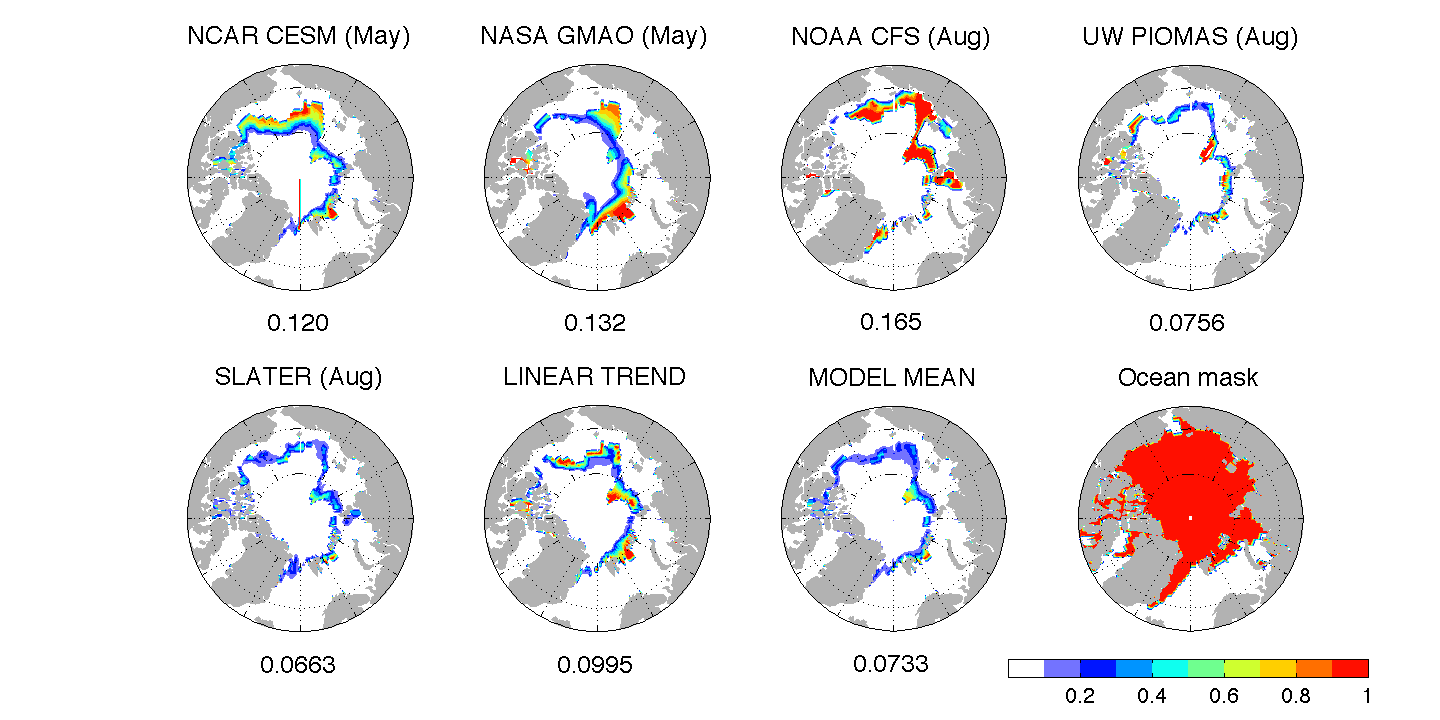 NCAR CESM (May)
NASA GMAO (May)
NOAA CFS (Aug)
UW PIOMAS (Aug)
0.120
0.132
0.165
0.0756
SLATER (Aug)
LINEAR TREND
MODEL MEAN
Ocean mask
0.0663
0.0995
0.0733
0.2 0.4 0.6 0.8 1